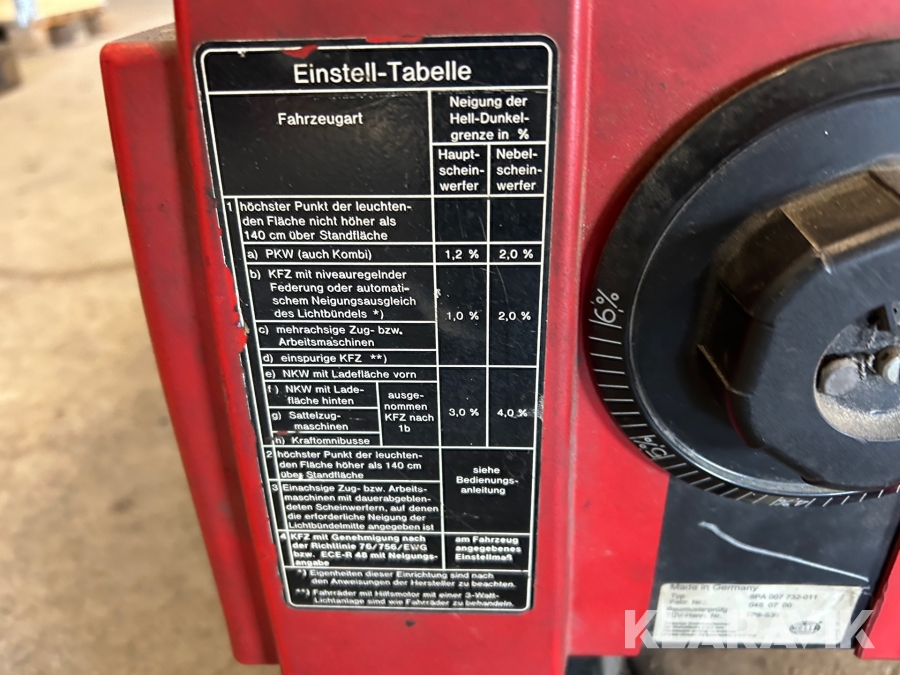 Einstell-Tabelle
Fahrzeugart
Neigung der
Hell-Dunkel-
grenze in %
Haupt-
schein-
werfer
Nebel-
schein-
werfer
1 höchster Punkt der leuchten-
den Fläche nicht höher als
140 cm über Standfläche
a) PKW (auch Kombi) 1,2 % 2,0 %
b) KFZ mit niveauregelnder
Federung oder automati-
schem Neigungsausgleich
des Lichtbündels *)
1,0 % 2,0 %
c) mehrachsige Zug- bzw.
Arbeitsmaschinen
d) einspurige KFZ **)
e) NKW mit Ladefläche vorn
f) NKW mit Lade-
fläche hinten
g) Sattelzug-
maschinen
h) Kraftomnibusse
ausge-
nommen
KFZ nach
1b
3,0 % 4,0 %
2 höchster Punkt der leuchten-
den Fläche höher als 140 cm
über Standfläche
3 Einachsige Zug- bzw. Arbeits-
maschinen mit dauerabgeblen-
deten Scheinwerfern, auf denen
die erforderliche Neigung der
Lichtbündelmitte angegeben ist
siehe
Bedienungs-
anleitung
4 KFZ mit Genehmigung nach
der Richtlinie 76/756/EWG
bzw. ECE-R 48 mit Neigungs-
angabe
am Fahrzeug
angegebenes
Einstellmaß
*) Eigenheiten dieser Einrichtung sind nach
den Anweisungen der Hersteller zu beachten.
**) Fahrräder mit Hilfsmotor mit einer 3-Watt-
Lichtanlage sind wie Fahrräder zu behandeln.
6%
Made in Germany
Typ 8PA 007 732-011
KLARAVIK